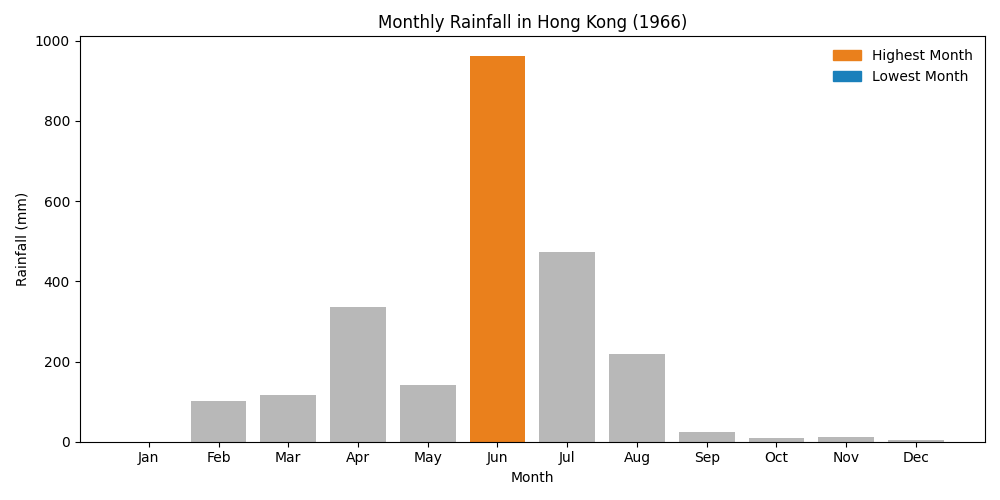 Monthly Rainfall in Hong Kong (1966)
Highest Month
Lowest Month
1000
800
600
400
200
0
Rainfall (mm)
Jan Feb Mar Apr May Jun Jul Aug Sep Oct Nov Dec
Month